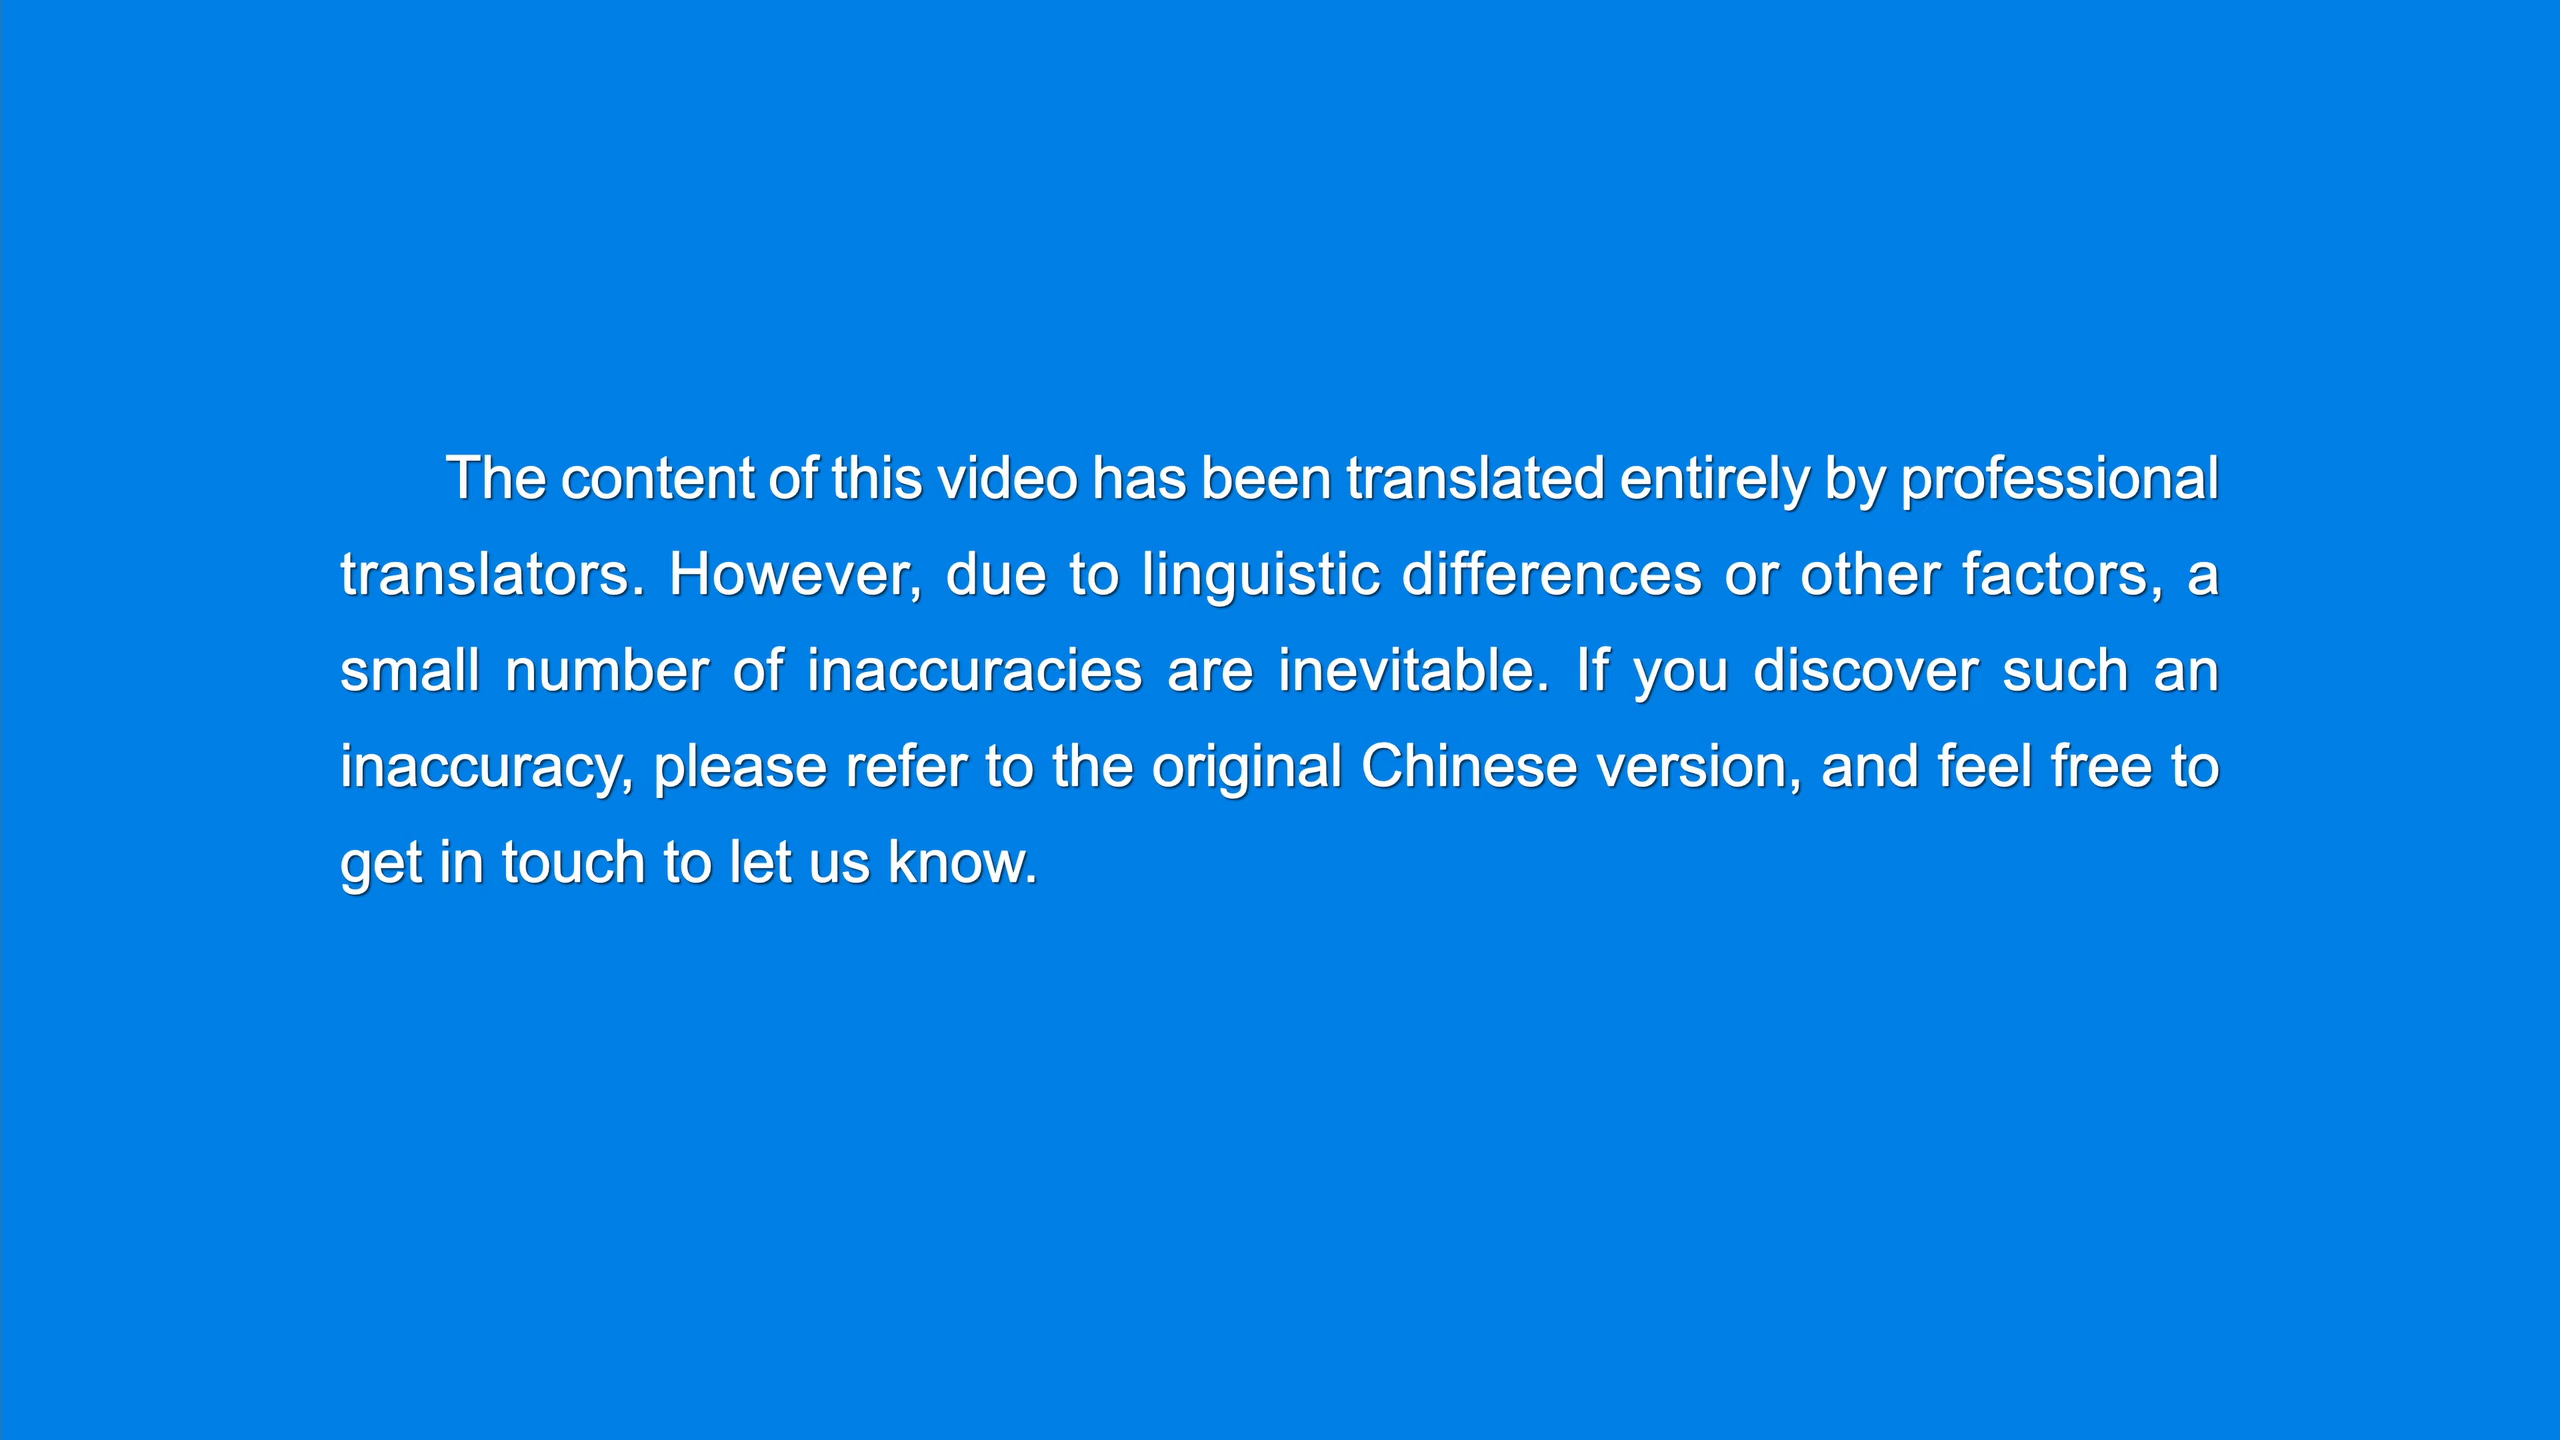 The content of this video has been translated entirely by professional
translators. However, due to linguistic differences or other factors, a
small number of inaccuracies are inevitable. If you discover such an
inaccuracy, please refer to the original Chinese version, and feel free to
get in touch to let us know.